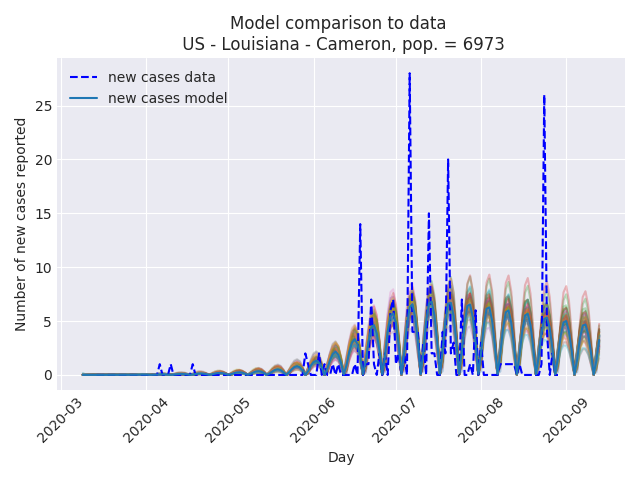 Model comparison to data
US - Louisiana - Cameron, pop. = 6973
new cases data
new cases model
Number of new cases reported
25
20
15
10
5
0
2020-03
2020-04
2020-05
2020-06
2020-07
2020-08
2020-09
Day